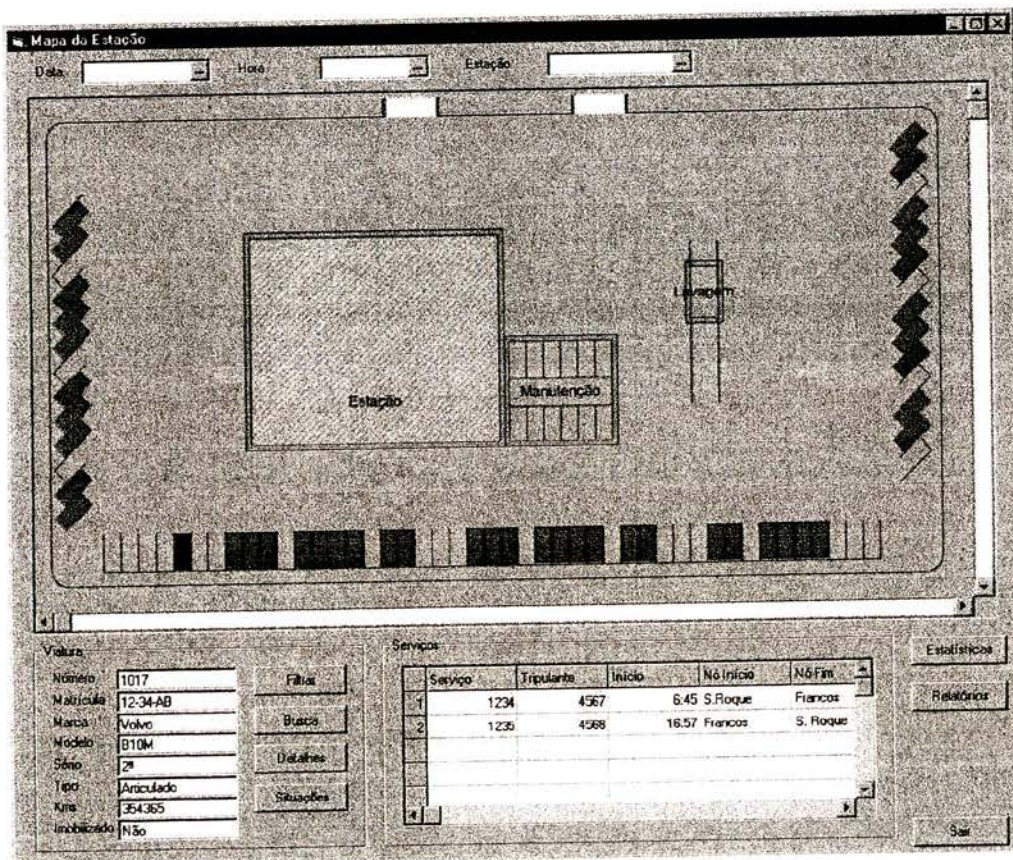 Mapa da Estação
Data Hora Estação
Lavagem
Manutenção
Estação
Viatura
Número 1017
Matrícula 12-34-AB
Marca Volvo
Modelo B10M
Série 2ª
Tipo Articulado
Kms 354365
Imobilizado Não
Filtros
Busca
Detalhes
Situações
Serviços
Serviço Tripulante Início Nó Início Nó Fim
1 1234 4567 6:45 S.Roque Francos
2 1235 4568 16:57 Francos S. Roque
Estatísticas
Relatórios
Sair